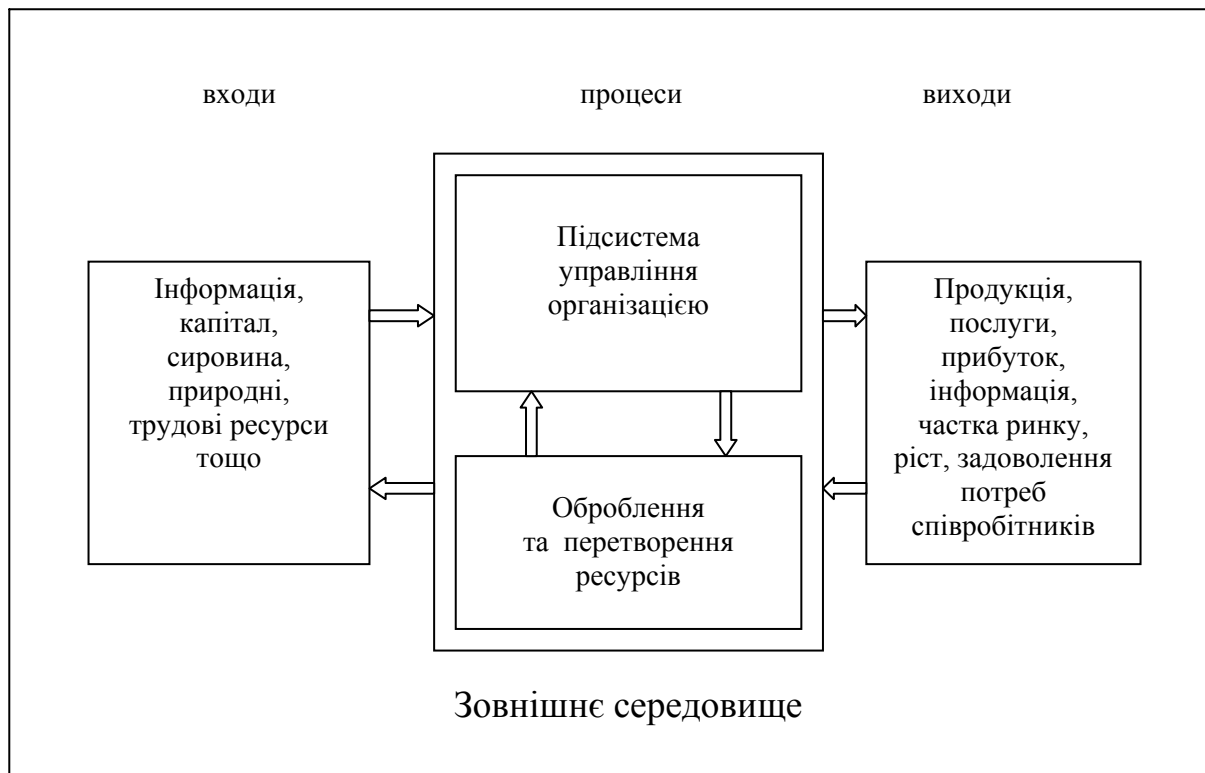 входи
процеси
виходи
Підсистема
управління
організацією
Інформація,
капітал,
сировина,
природні,
трудові ресурси
тощо
Продукція,
послуги,
прибуток,
інформація,
частка ринку,
ріст, задоволення
потреб
співробітників
Оброблення
та перетворення
ресурсів
Зовнішнє середовище